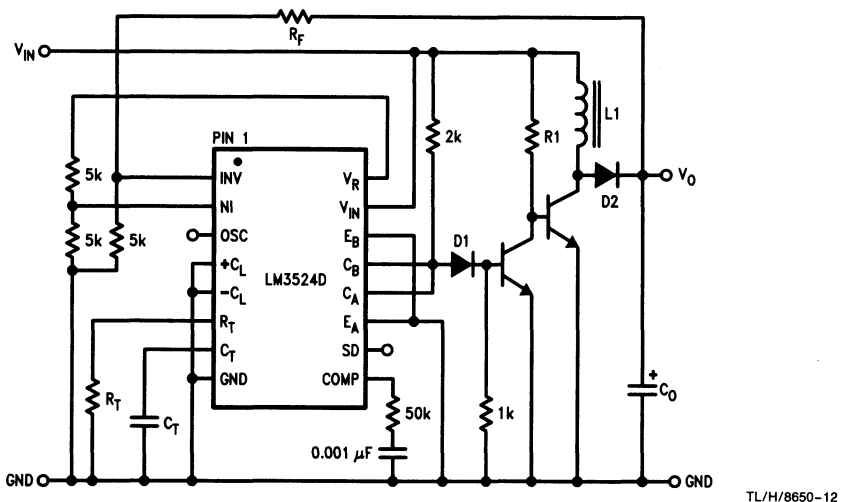 R_F
V_IN
L1
PIN 1
2k
R1
5k
INV
V_R
V_O
NI
V_IN
D2
5k
5k
OSC
E_B
D1
+C_L
LM3524D
C_B
-C_L
C_A
R_T
E_A
C_T
SD
GND
COMP
R_T
C_T
50k
1k
+
C_O
0.001 μF
GND
GND
TL/H/8650-12